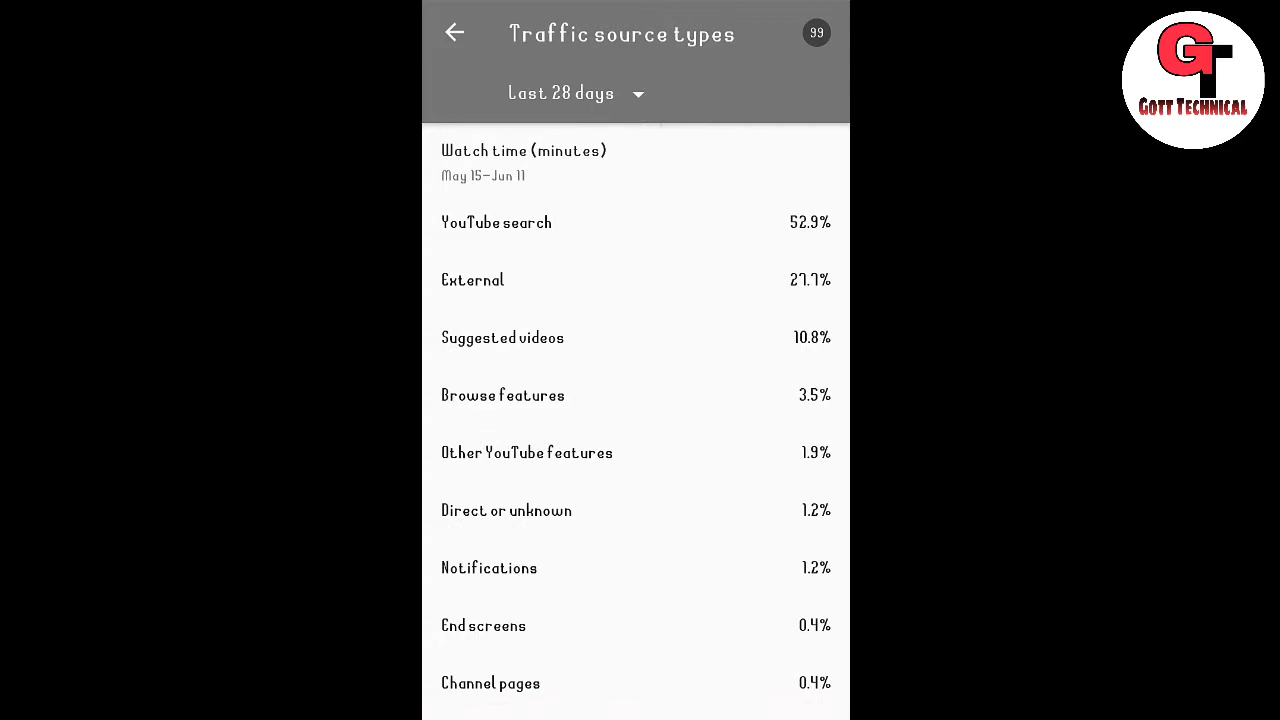 Traffic source types
99
Last 28 days
Watch time (minutes)
May 15–Jun 11
YouTube search 52.9%
External 27.7%
Suggested videos 10.8%
Browse features 3.5%
Other YouTube features 1.9%
Direct or unknown 1.2%
Notifications 1.2%
End screens 0.4%
Channel pages 0.4%
GT
GOTT TECHNICAL